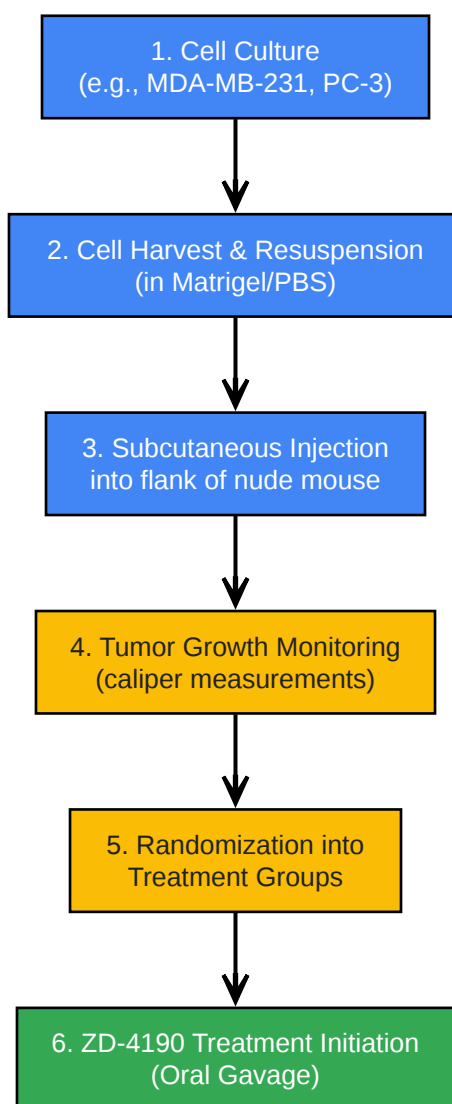 1. Cell Culture
(e.g., MDA-MB-231, PC-3)
2. Cell Harvest & Resuspension
(in Matrigel/PBS)
3. Subcutaneous Injection
into flank of nude mouse
4. Tumor Growth Monitoring
(caliper measurements)
5. Randomization into
Treatment Groups
6. ZD-4190 Treatment Initiation
(Oral Gavage)